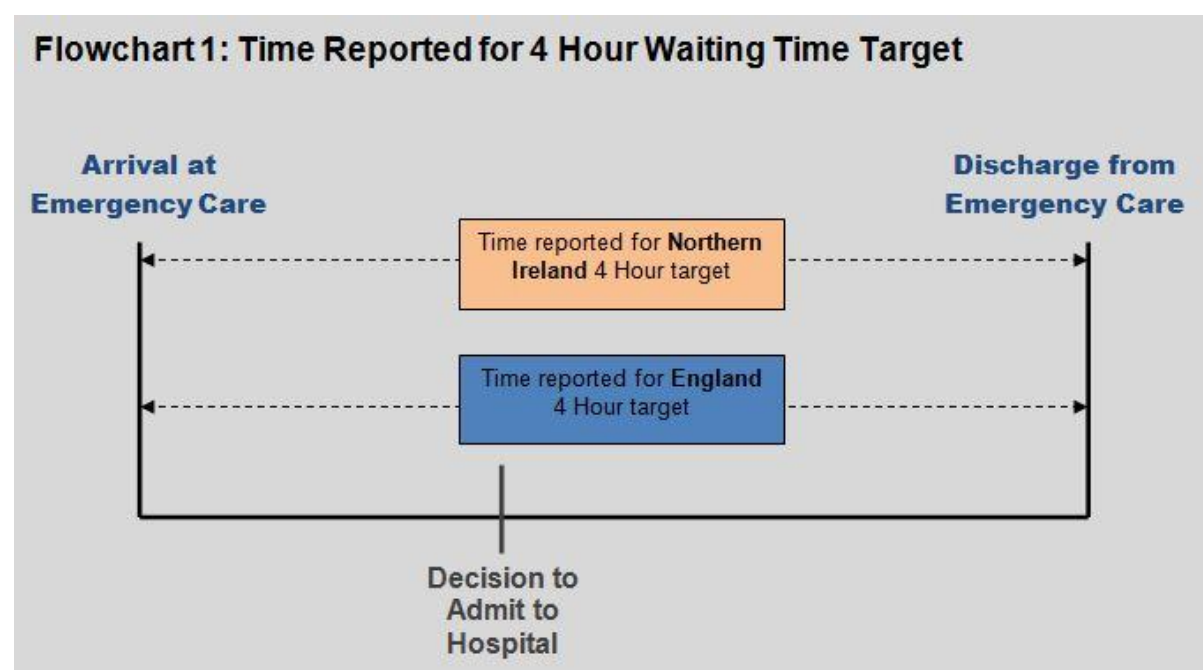 Flowchart 1: Time Reported for 4 Hour Waiting Time Target
Arrival at
Emergency Care
Discharge from
Emergency Care
Time reported for Northern
Ireland 4 Hour target
Time reported for England
4 Hour target
Decision to
Admit to
Hospital